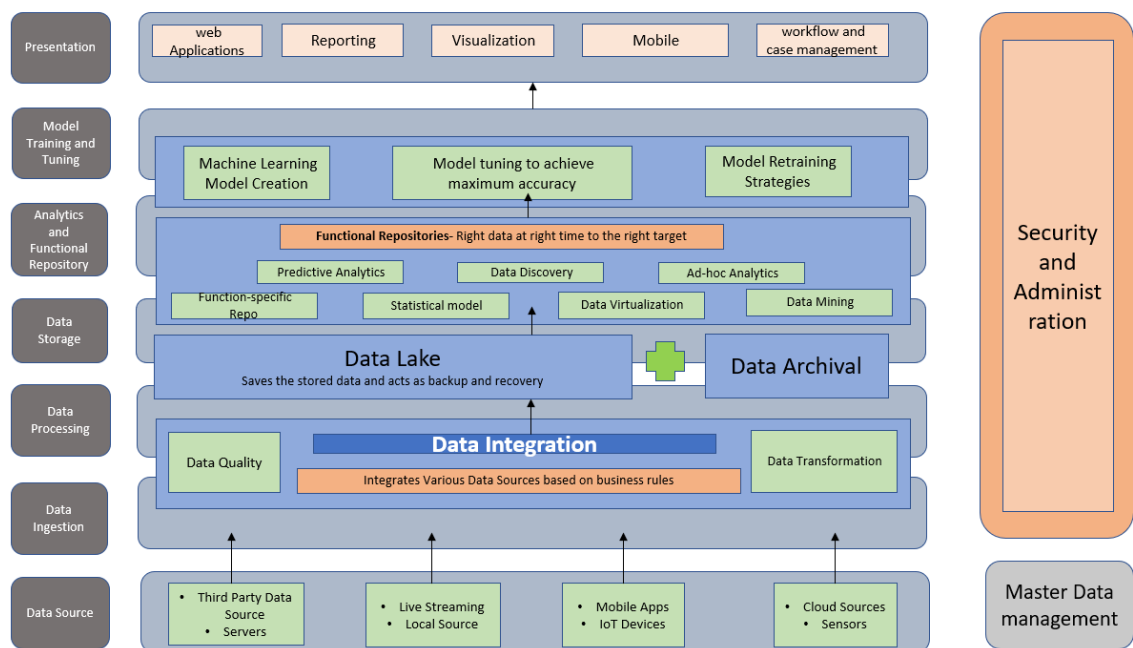 Presentation
web
Applications
Reporting
Visualization
Mobile
workflow and
case management
Model
Training and
Tuning
Machine Learning
Model Creation
Model tuning to achieve
maximum accuracy
Model Retraining
Strategies
Analytics
and
Functional
Repository
Functional Repositories- Right data at right time to the right target
Predictive Analytics
Data Discovery
Ad-hoc Analytics
Function-specific
Repo
Statistical model
Data Virtualization
Data Mining
Data
Storage
Data Lake
Saves the stored data and acts as backup and recovery
Data Archival
Data
Processing
Data Quality
Data Integration
Integrates Various Data Sources based on business rules
Data Transformation
Data
Ingestion
Data Source
• Third Party Data
Source
• Servers
• Live Streaming
• Local Source
• Mobile Apps
• IoT Devices
• Cloud Sources
• Sensors
Security
and
Administ
ration
Master Data
management